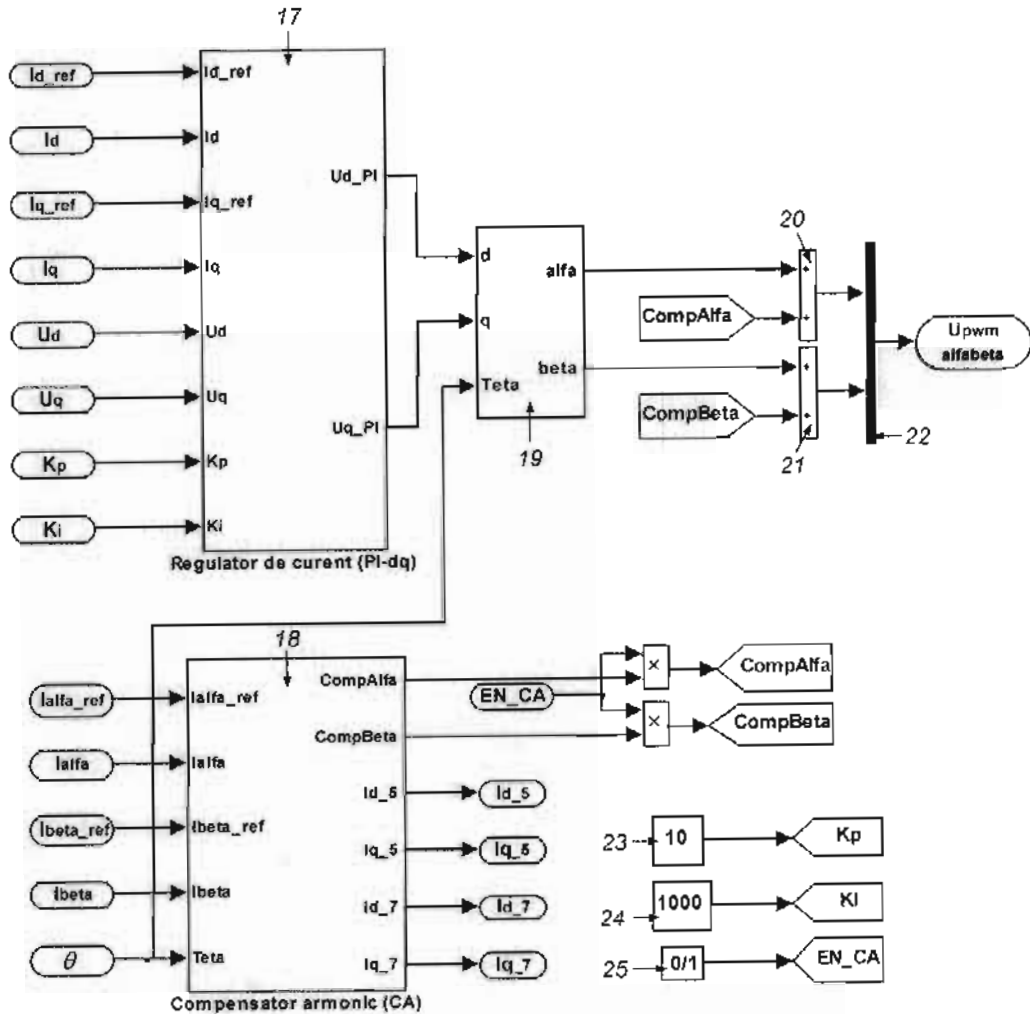 17
Id_ref
Id_ref
Id
Id
Iq_ref
Iq_ref
Iq
Iq
Ud
Ud
Uq
Uq
Kp
Kp
Ki
Ki
Ud_PI
Uq_PI
Regulator de curent (PI-dq)
d
q
Teta
alfa
beta
19
20
+
+
CompAlfa
+
+
CompBeta
21
22
Upwm
alfabeta
18
Ialfa_ref
Ialfa_ref
Ialfa
Ialfa
Ibeta_ref
Ibeta_ref
Ibeta
Ibeta
θ
Teta
CompAlfa
CompBeta
Id_5
Id_5
Iq_5
Iq_5
Id_7
Id_7
Iq_7
Iq_7
Compensator armonic (CA)
EN_CA
×
CompAlfa
×
CompBeta
23
10
Kp
24
1000
KI
25
0/1
EN_CA